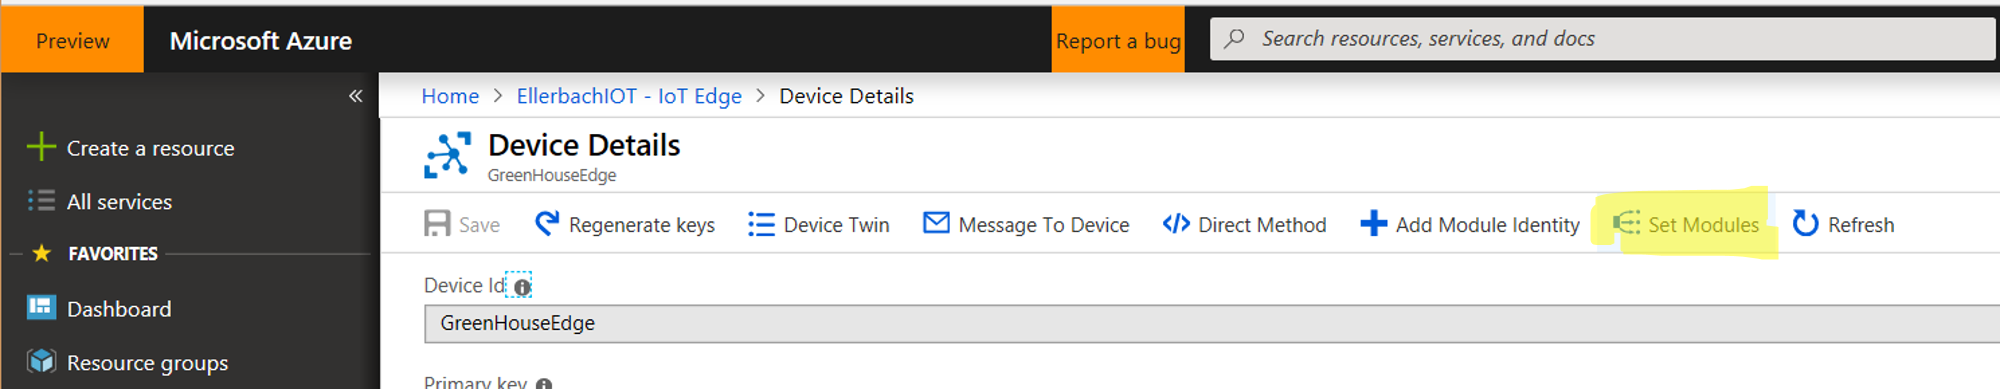 Preview
Microsoft Azure
Report a bug
Search resources, services, and docs
«
Home > EllerbachIOT - IoT Edge > Device Details
Create a resource
All services
FAVORITES
Dashboard
Resource groups
Device Details
GreenHouseEdge
Save Regenerate keys Device Twin Message To Device </> Direct Method Add Module Identity Set Modules Refresh
Device Id
GreenHouseEdge
Primary key